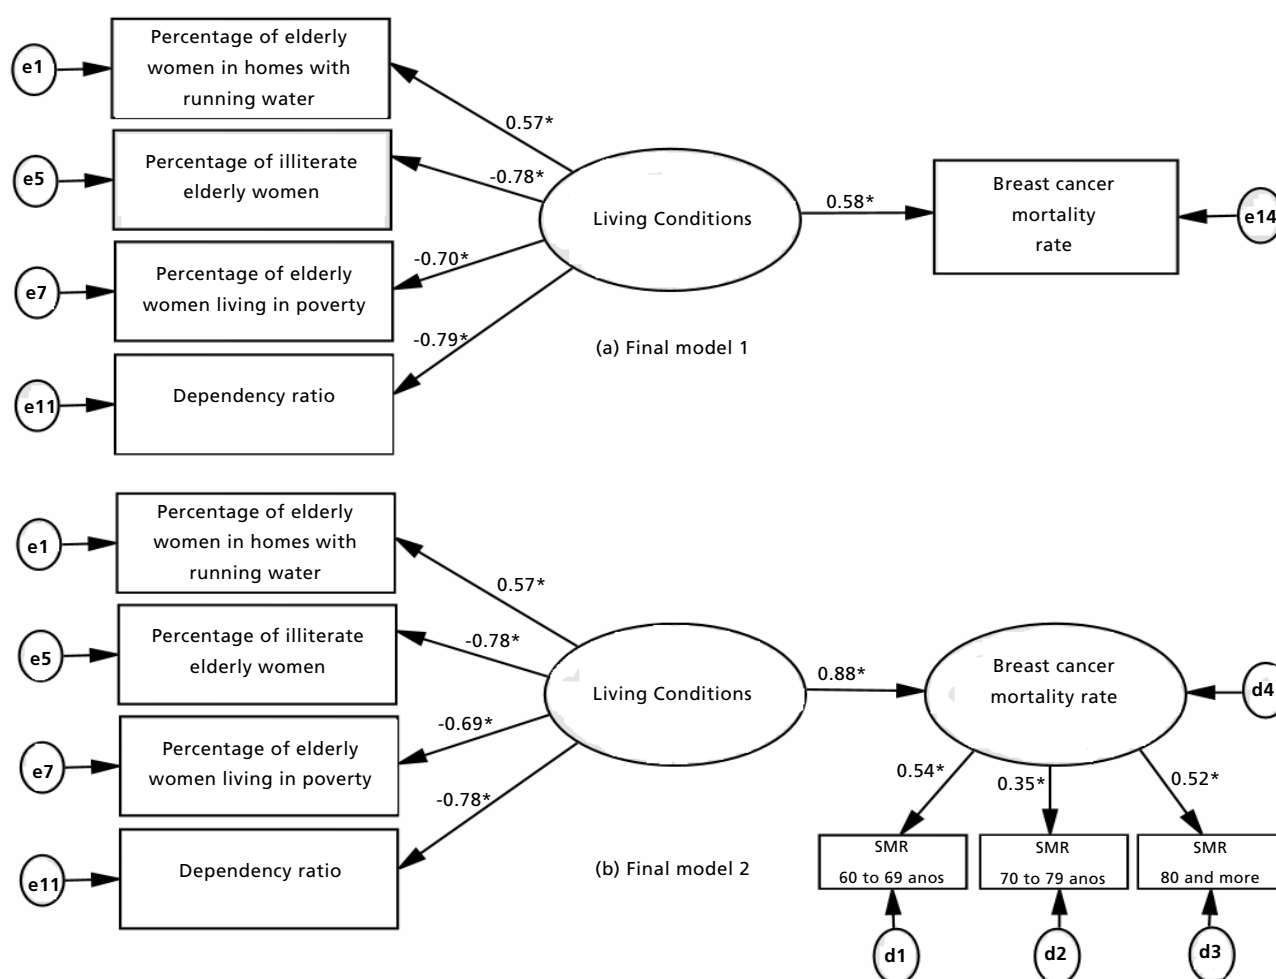 Percentage of elderly
women in homes with
running water
e1
0.57*
Percentage of illiterate
elderly women
e5
-0.78*
Living Conditions
0.58*
Breast cancer
mortality
rate
e14
Percentage of elderly
women living in poverty
e7
-0.70*
-0.79*
(a) Final model 1
Dependency ratio
e11
Percentage of elderly
women in homes with
running water
e1
0.57*
Percentage of illiterate
elderly women
e5
-0.78*
Living Conditions
0.88*
Breast cancer
mortality rate
d4
-0.69*
Percentage of elderly
women living in poverty
e7
-0.78*
0.54*
0.35*
0.52*
Dependency ratio
e11
(b) Final model 2
SMR
60 to 69 anos
SMR
70 to 79 anos
SMR
80 and more
d1
d2
d3